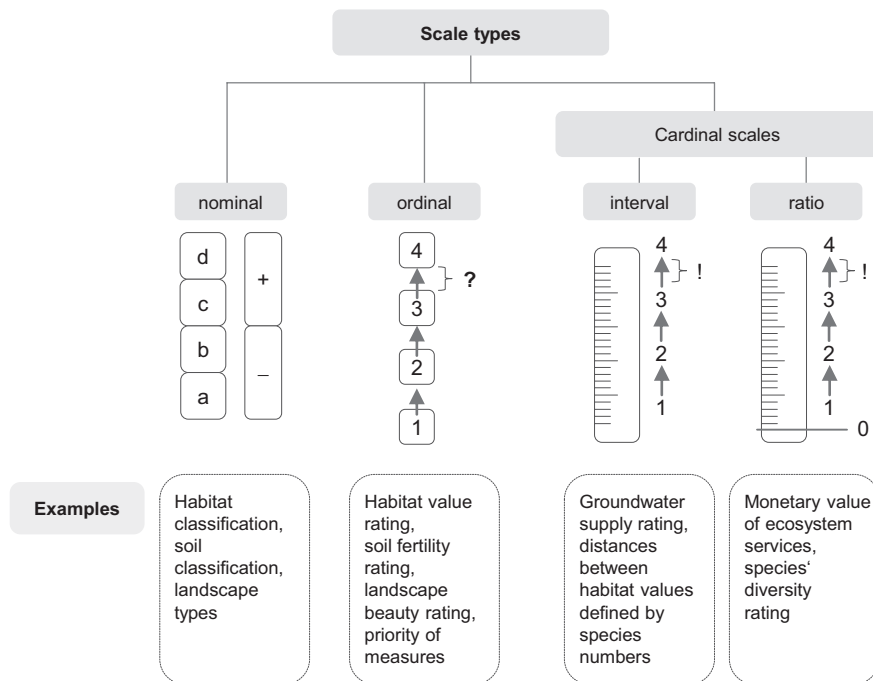 Scale types
Cardinal scales
nominal
ordinal
interval
ratio
d
c
b
a
+
–
4
3
2
1
?
4
3
2
1
!
4
3
2
1
!
0
Examples
Habitat
classification,
soil
classification,
landscape
types
Habitat value
rating,
soil fertility
rating,
landscape
beauty rating,
priority of
measures
Groundwater
supply rating,
distances
between
habitat values
defined by
species
numbers
Monetary value
of ecosystem
services,
species‘
diversity
rating